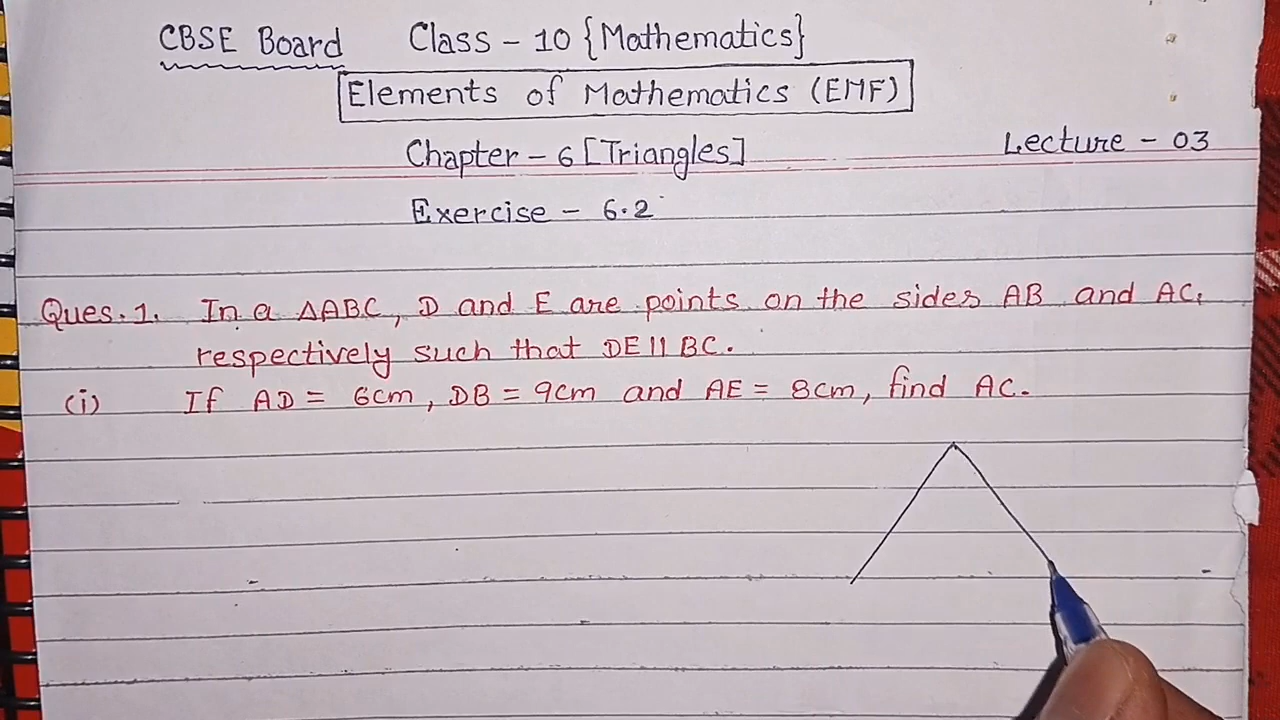 CBSE Board Class - 10 {Mathematics}
Elements of Mathematics (EMF)
Chapter - 6 [Triangles]
Lecture - 03
Exercise - 6.2
Ques. 1. In a ΔABC, D and E are points on the sides AB and AC,
respectively such that DE || BC.
(i) If AD = 6cm, DB = 9cm and AE = 8cm, find AC.